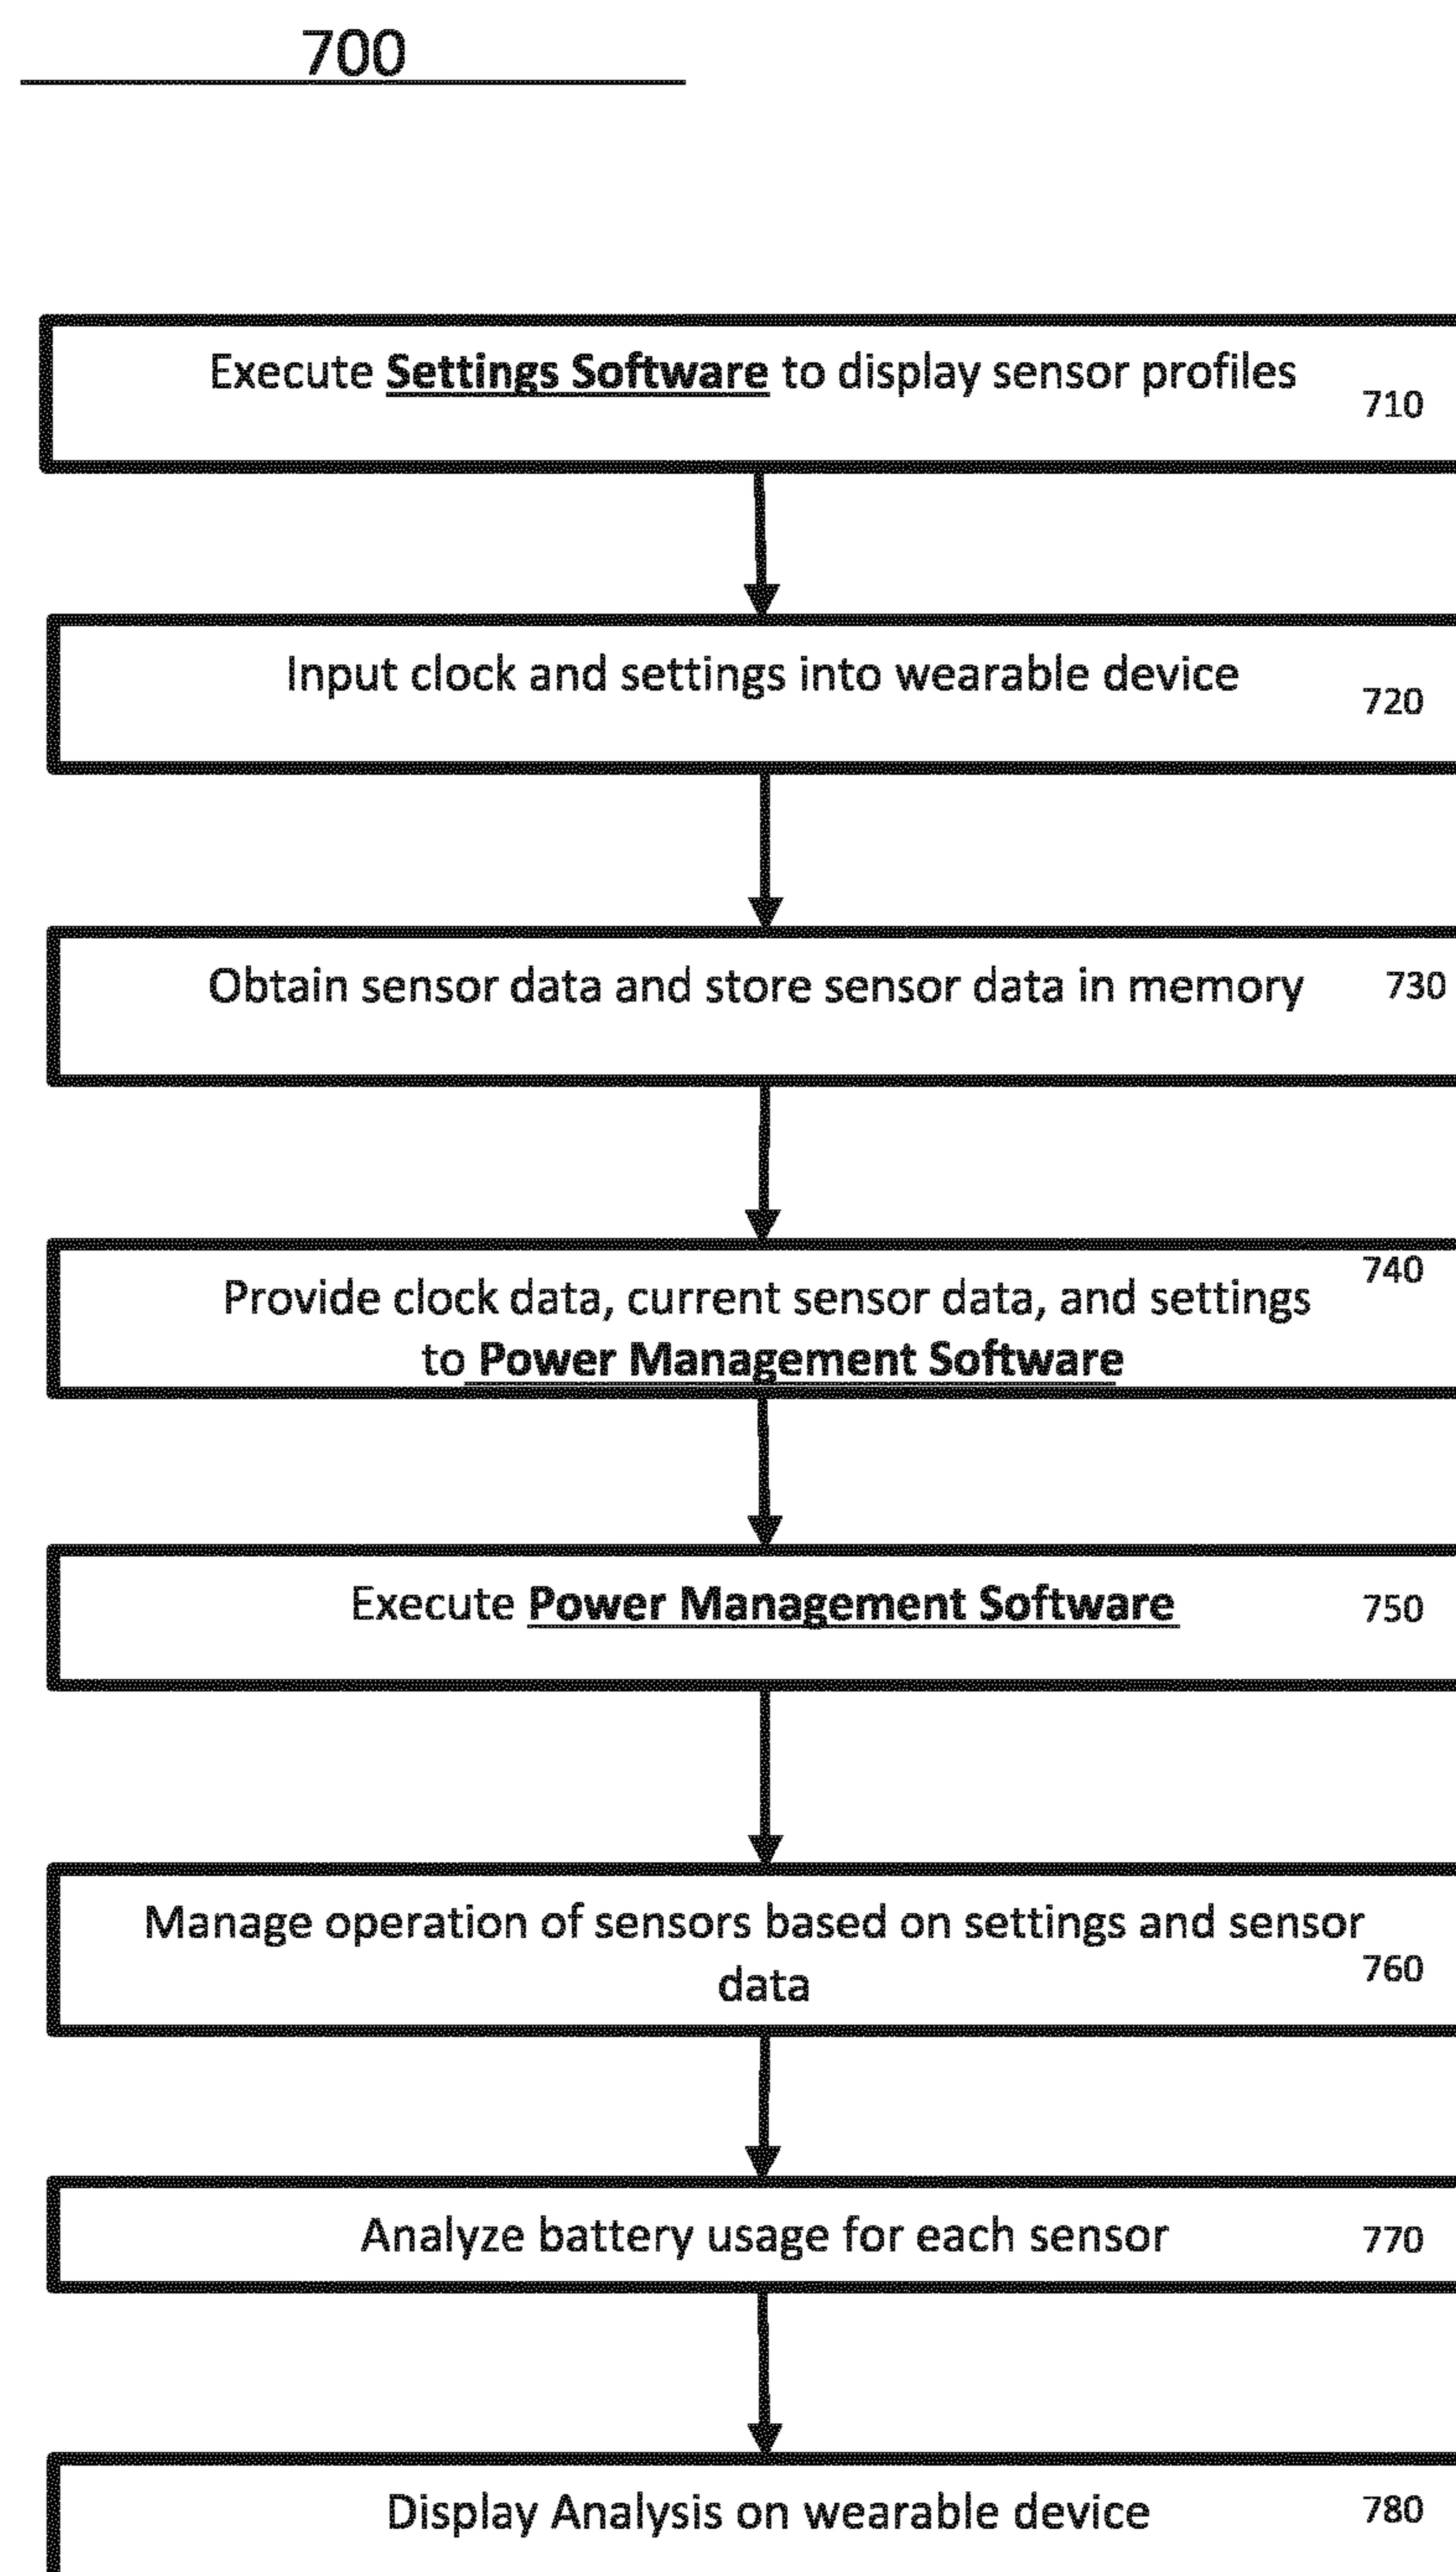 700
Execute Settings Software to display sensor profiles
710
Input clock and settings into wearable device
720
Obtain sensor data and store sensor data in memory 730
740
Provide clock data, current sensor data, and settings
to Power Management Software
Execute Power Management Software 750
Manage operation of sensors based on settings and sensor
760
data
Analyze battery usage for each sensor 770
Display Analysis on wearable device 780